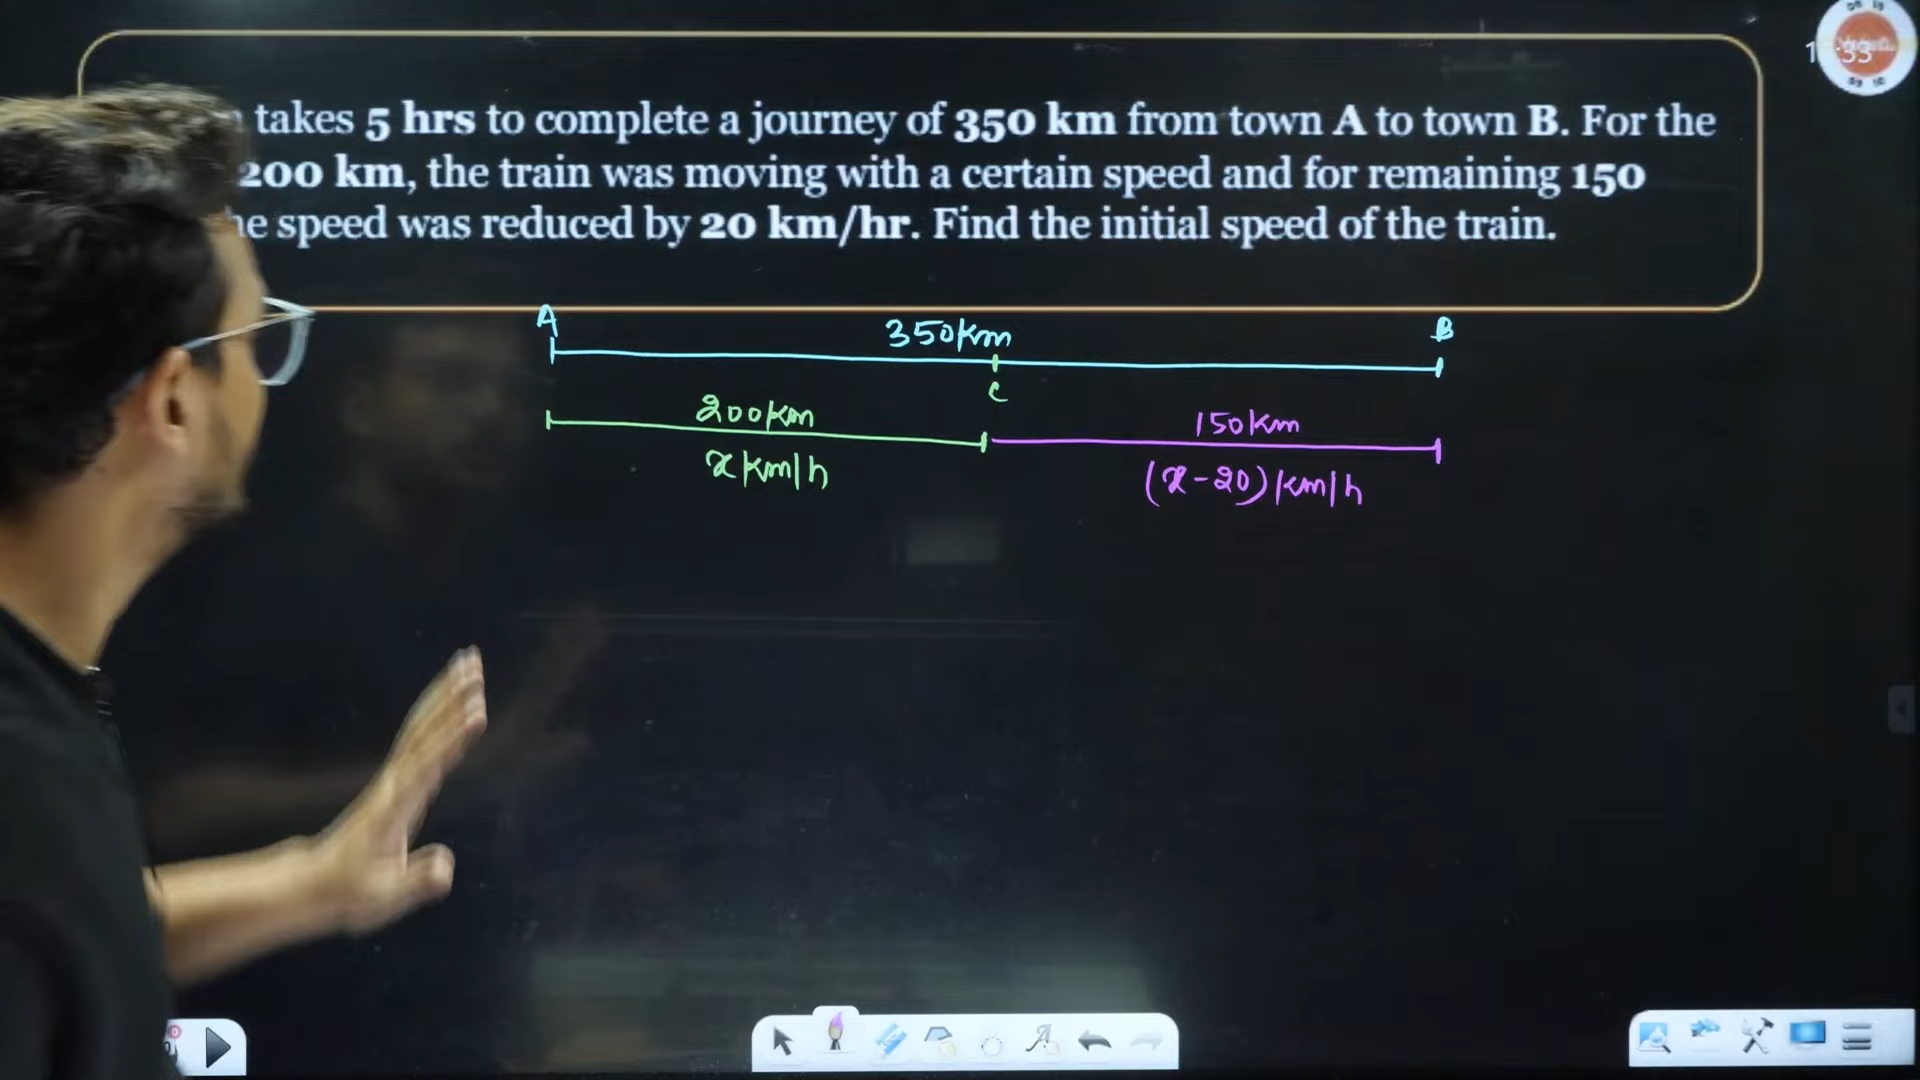 takes 5 hrs to complete a journey of 350 km from town A to town B. For the
200 km, the train was moving with a certain speed and for remaining 150
speed was reduced by 20 km/hr. Find the initial speed of the train.
A 350km B
C
200km 150km
x km/h (x-20) km/h